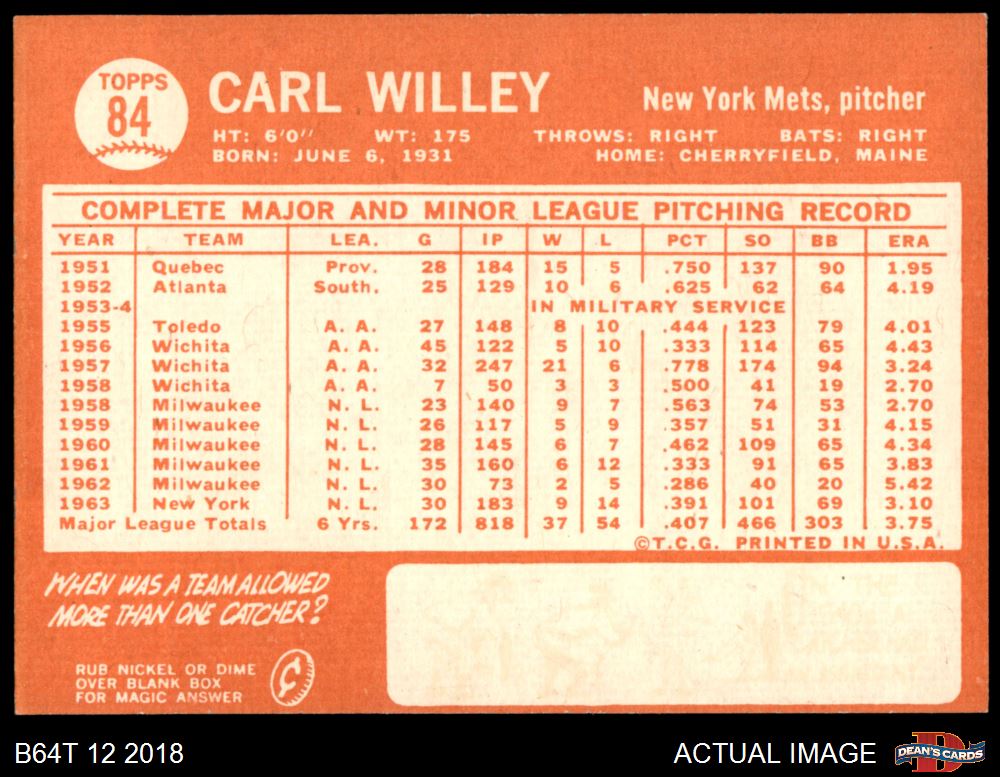 TOPPS
84
CARL WILLEY
New York Mets, pitcher
HT: 6'0" WT: 175 THROWS: RIGHT BATS: RIGHT
BORN: JUNE 6, 1931 HOME: CHERRYFIELD, MAINE
COMPLETE MAJOR AND MINOR LEAGUE PITCHING RECORD
YEAR TEAM LEA. G IP W L PCT SO BB ERA
1951 Quebec Prov. 28 184 15 5 .750 137 90 1.95
1952 Atlanta South. 25 129 10 6 .625 62 64 4.19
1953-4 IN MILITARY SERVICE
1955 Toledo A. A. 27 148 8 10 .444 123 79 4.01
1956 Wichita A. A. 45 122 5 10 .333 114 65 4.43
1957 Wichita A. A. 32 247 21 6 .778 174 94 3.24
1958 Wichita A. A. 7 50 3 3 .500 41 19 2.70
1958 Milwaukee N. L. 23 140 9 7 .563 74 53 2.70
1959 Milwaukee N. L. 26 117 5 9 .357 51 31 4.15
1960 Milwaukee N. L. 28 145 6 7 .462 109 65 4.34
1961 Milwaukee N. L. 35 160 6 12 .333 91 65 3.83
1962 Milwaukee N. L. 30 73 2 5 .286 40 20 5.42
1963 New York N. L. 30 183 9 14 .391 101 69 3.10
Major League Totals 6 Yrs. 172 818 37 54 .407 466 303 3.75
©T.C.G. PRINTED IN U.S.A.
WHEN WAS A TEAM ALLOWED
MORE THAN ONE CATCHER?
RUB NICKEL OR DIME
OVER BLANK BOX
FOR MAGIC ANSWER
¢
B64T 12 2018
ACTUAL IMAGE
D
DEAN'S CARDS